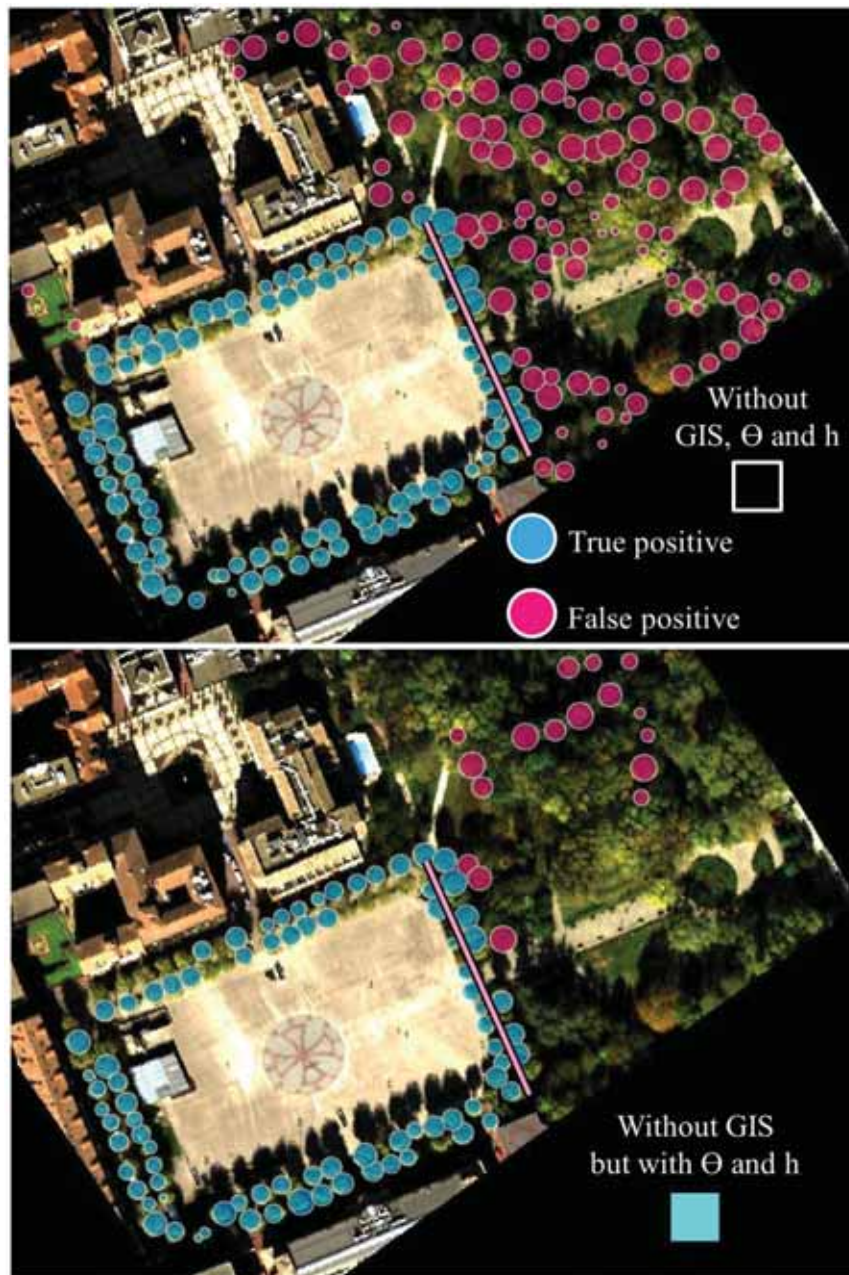 Without
GIS, Θ and h
True positive
False positive
Without GIS
but with Θ and h